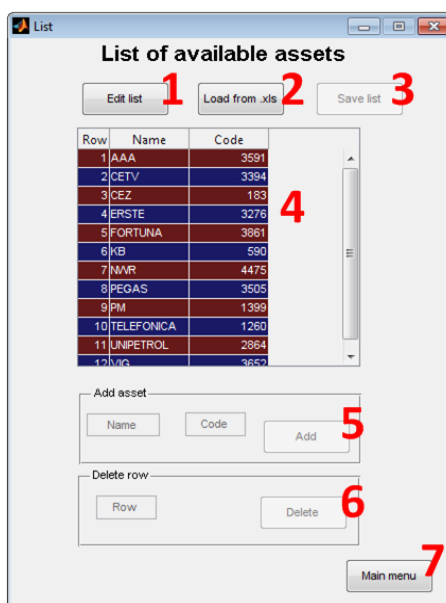 List
List of available assets
Edit list 1 Load from .xls 2 Save list 3
Row Name Code
1 AAA 3591
2 CETV 3394
3 CEZ 183
4 ERSTE 3276
5 FORTUNA 3861
6 KB 590
7 NWR 4475
8 PEGAS 3505
9 PM 1399
10 TELEFONICA 1260
11 UNIPETROL 2864
12 VIG 3652
4
Add asset
Name Code Add 5
Delete row
Row Delete 6
Main menu 7